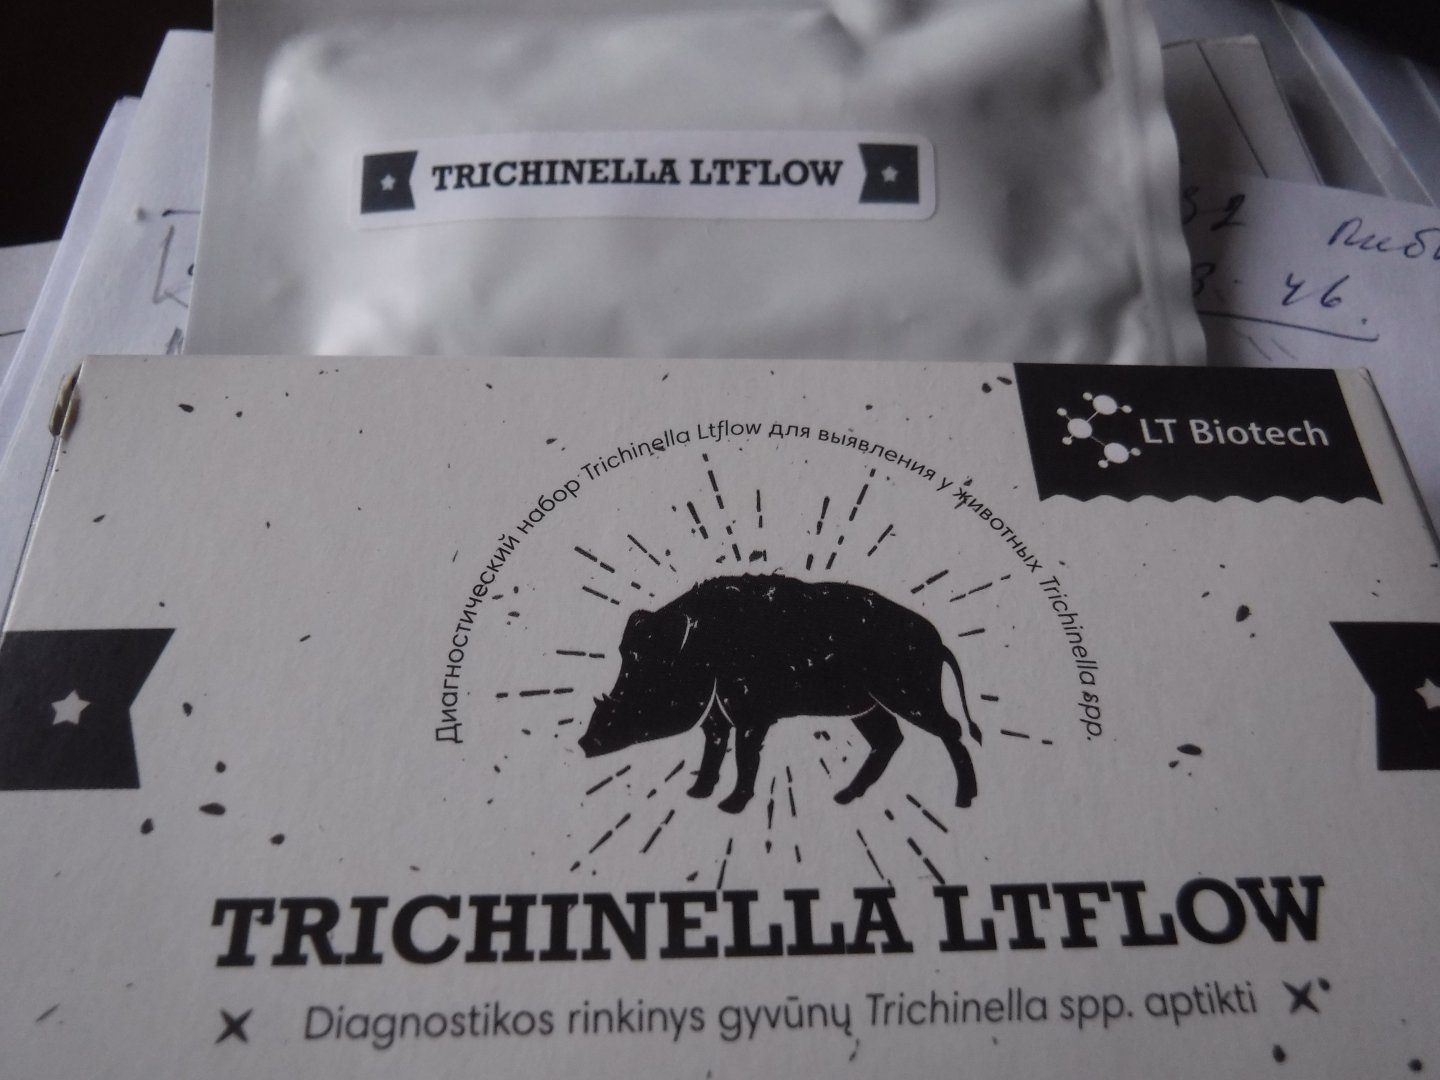 TRICHINELLA LTFLOW
LT Biotech
Диагностический набор Trichinella Ltflow для выявления у животных Trichinella spp.
TRICHINELLA LTFLOW
Diagnostikos rinkinys gyvūnų Trichinella spp. aptikti
46.